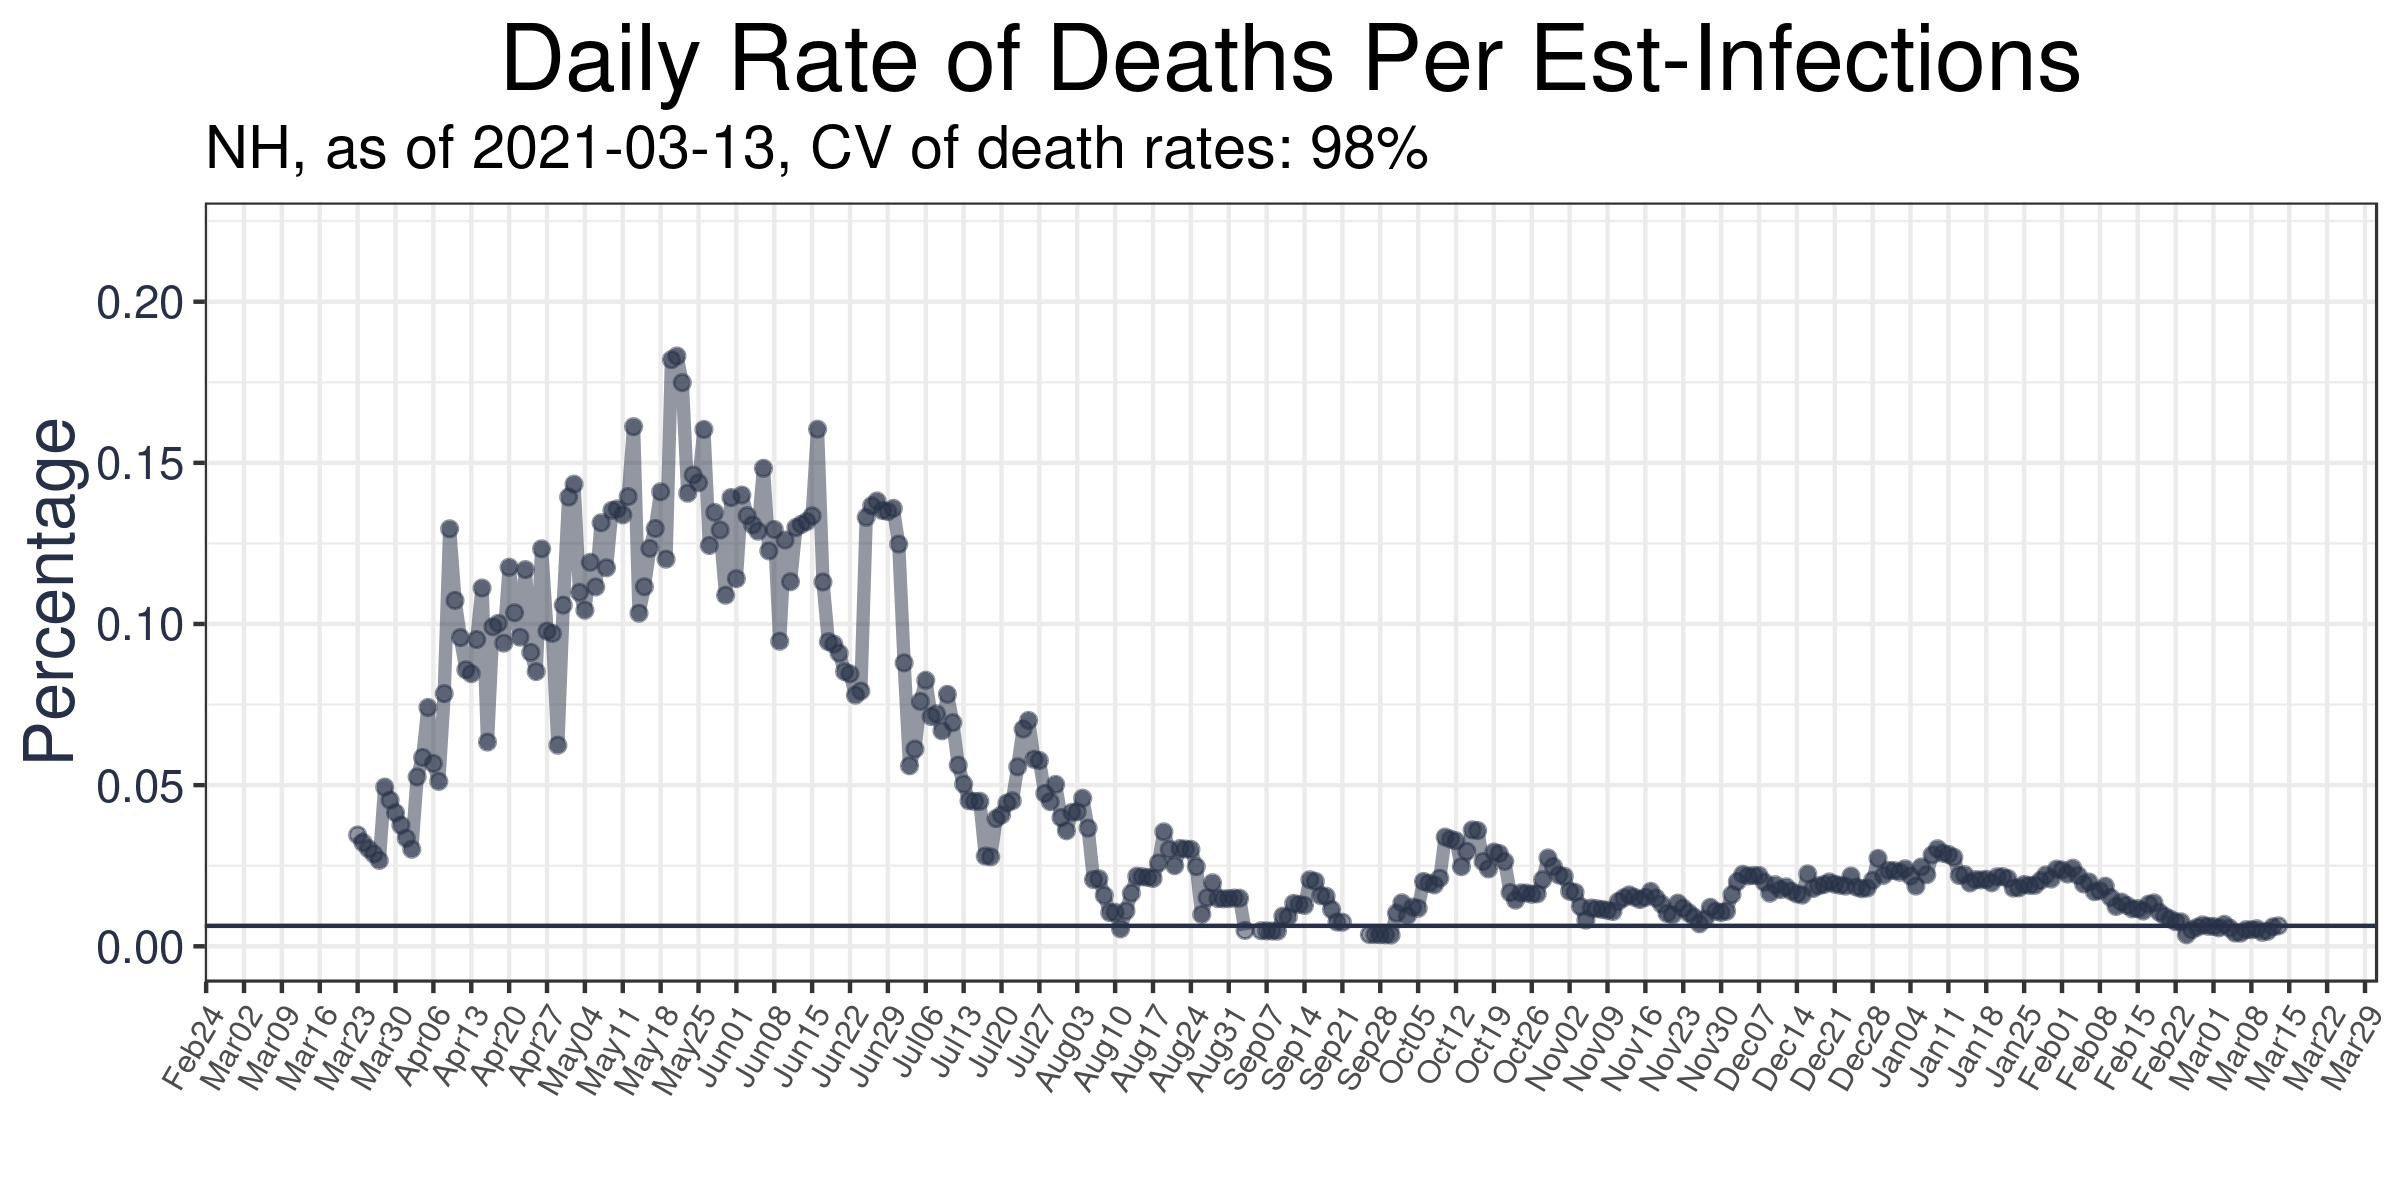 Daily Rate of Deaths Per Est-Infections
NH, as of 2021-03-13, CV of death rates: 98%
Percentage
0.20
0.15
0.10
0.05
0.00
Feb24
Mar02
Mar09
Mar16
Mar23
Mar30
Apr06
Apr13
Apr20
Apr27
May04
May11
May18
May25
Jun01
Jun08
Jun15
Jun22
Jun29
Jul06
Jul13
Jul20
Jul27
Aug03
Aug10
Aug17
Aug24
Aug31
Sep07
Sep14
Sep21
Sep28
Oct05
Oct12
Oct19
Oct26
Nov02
Nov09
Nov16
Nov23
Nov30
Dec07
Dec14
Dec21
Dec28
Jan04
Jan11
Jan18
Jan25
Feb01
Feb08
Feb15
Feb22
Mar01
Mar08
Mar15
Mar22
Mar29